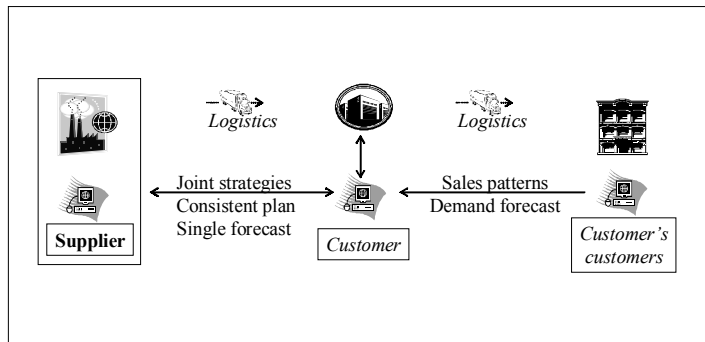 Logistics
Logistics
Joint strategies
Consistent plan
Single forecast
Sales patterns
Demand forecast
Supplier
Customer
Customer’s
customers